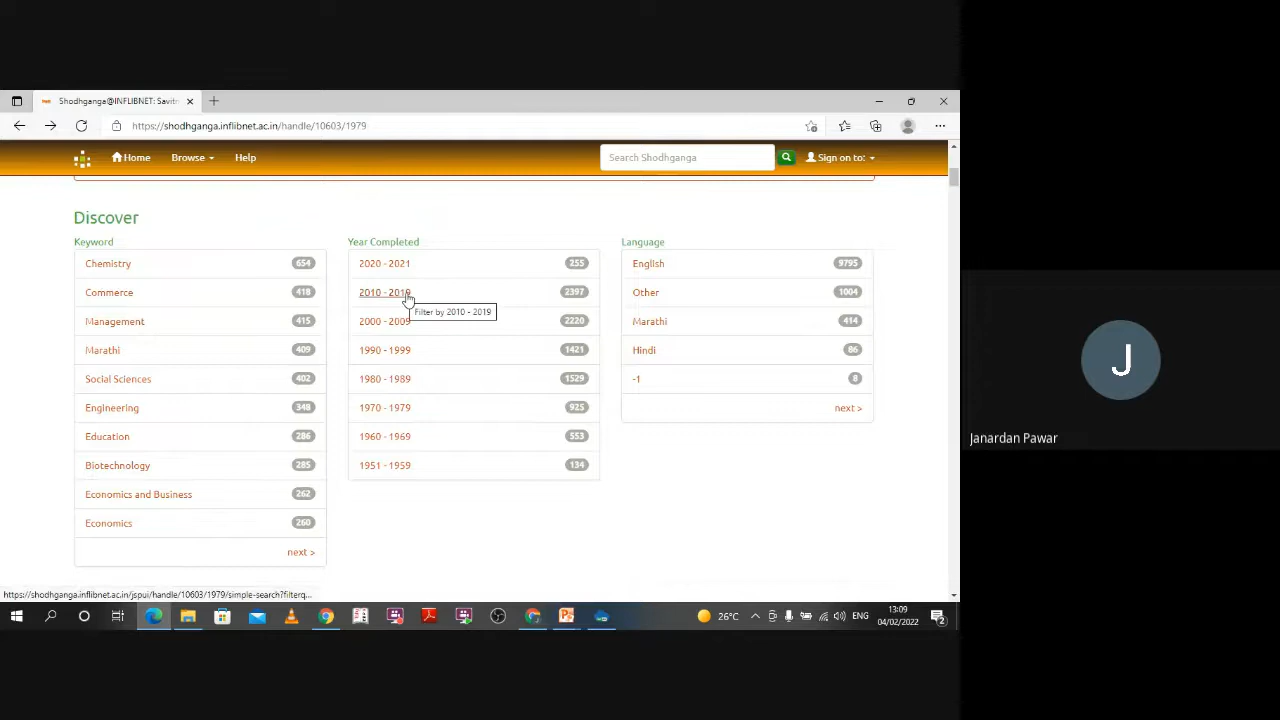 Shodhganga@INFLIBNET: Savitri
https://shodhganga.inflibnet.ac.in/handle/10603/1979
Home Browse Help Search Shodhganga Sign on to:
Discover
Keyword
Chemistry 654
Commerce 418
Management 415
Marathi 409
Social Sciences 402
Engineering 348
Education 286
Biotechnology 285
Economics and Business 262
Economics 260
next >
Year Completed
2020 - 2021 255
2010 - 2019 2397
Filter by 2010 - 2019
2000 - 2009 2220
1990 - 1999 1421
1980 - 1989 1529
1970 - 1979 925
1960 - 1969 553
1951 - 1959 134
Language
English 9795
Other 1004
Marathi 414
Hindi 86
-1 8
next >
J
Janardan Pawar
https://shodhganga.inflibnet.ac.in/jspui/handle/10603/1979/simple-search?filterq...
26°C ENG 13:09
04/02/2022
2